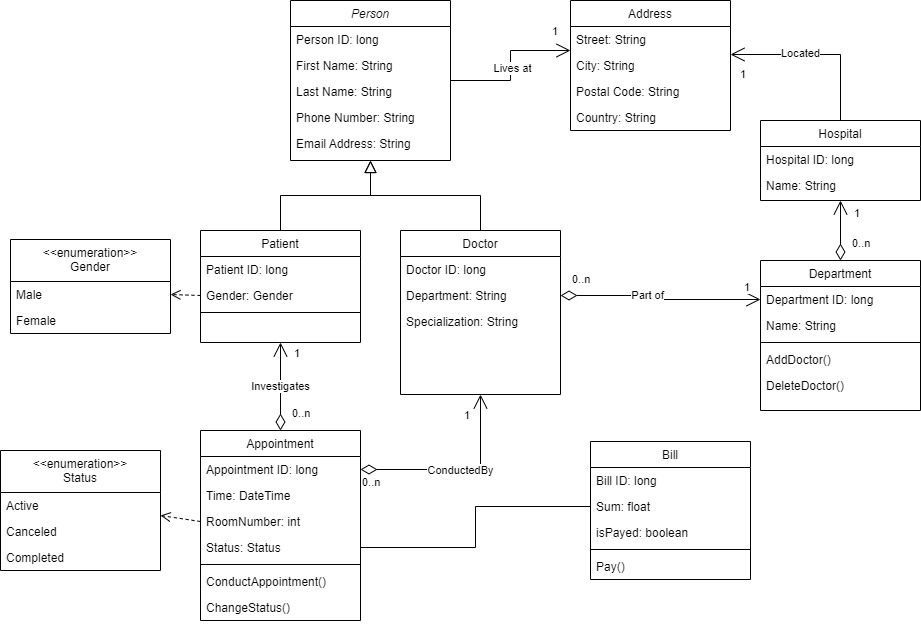 Person
Person ID: long
First Name: String
Last Name: String
Phone Number: String
Email Address: String
Lives at
1
Address
Street: String
City: String
Postal Code: String
Country: String
Located
1
Hospital
Hospital ID: long
Name: String
1
0..n
<<enumeration>>
Gender
Male
Female
Patient
Patient ID: long
Gender: Gender
Doctor
Doctor ID: long
Department: String
Specialization: String
0..n
Part of
1
Department
Department ID: long
Name: String
AddDoctor()
DeleteDoctor()
1
Investigates
0..n
1
ConductedBy
0..n
<<enumeration>>
Status
Active
Canceled
Completed
Appointment
Appointment ID: long
Time: DateTime
RoomNumber: int
Status: Status
ConductAppointment()
ChangeStatus()
Bill
Bill ID: long
Sum: float
isPayed: boolean
Pay()